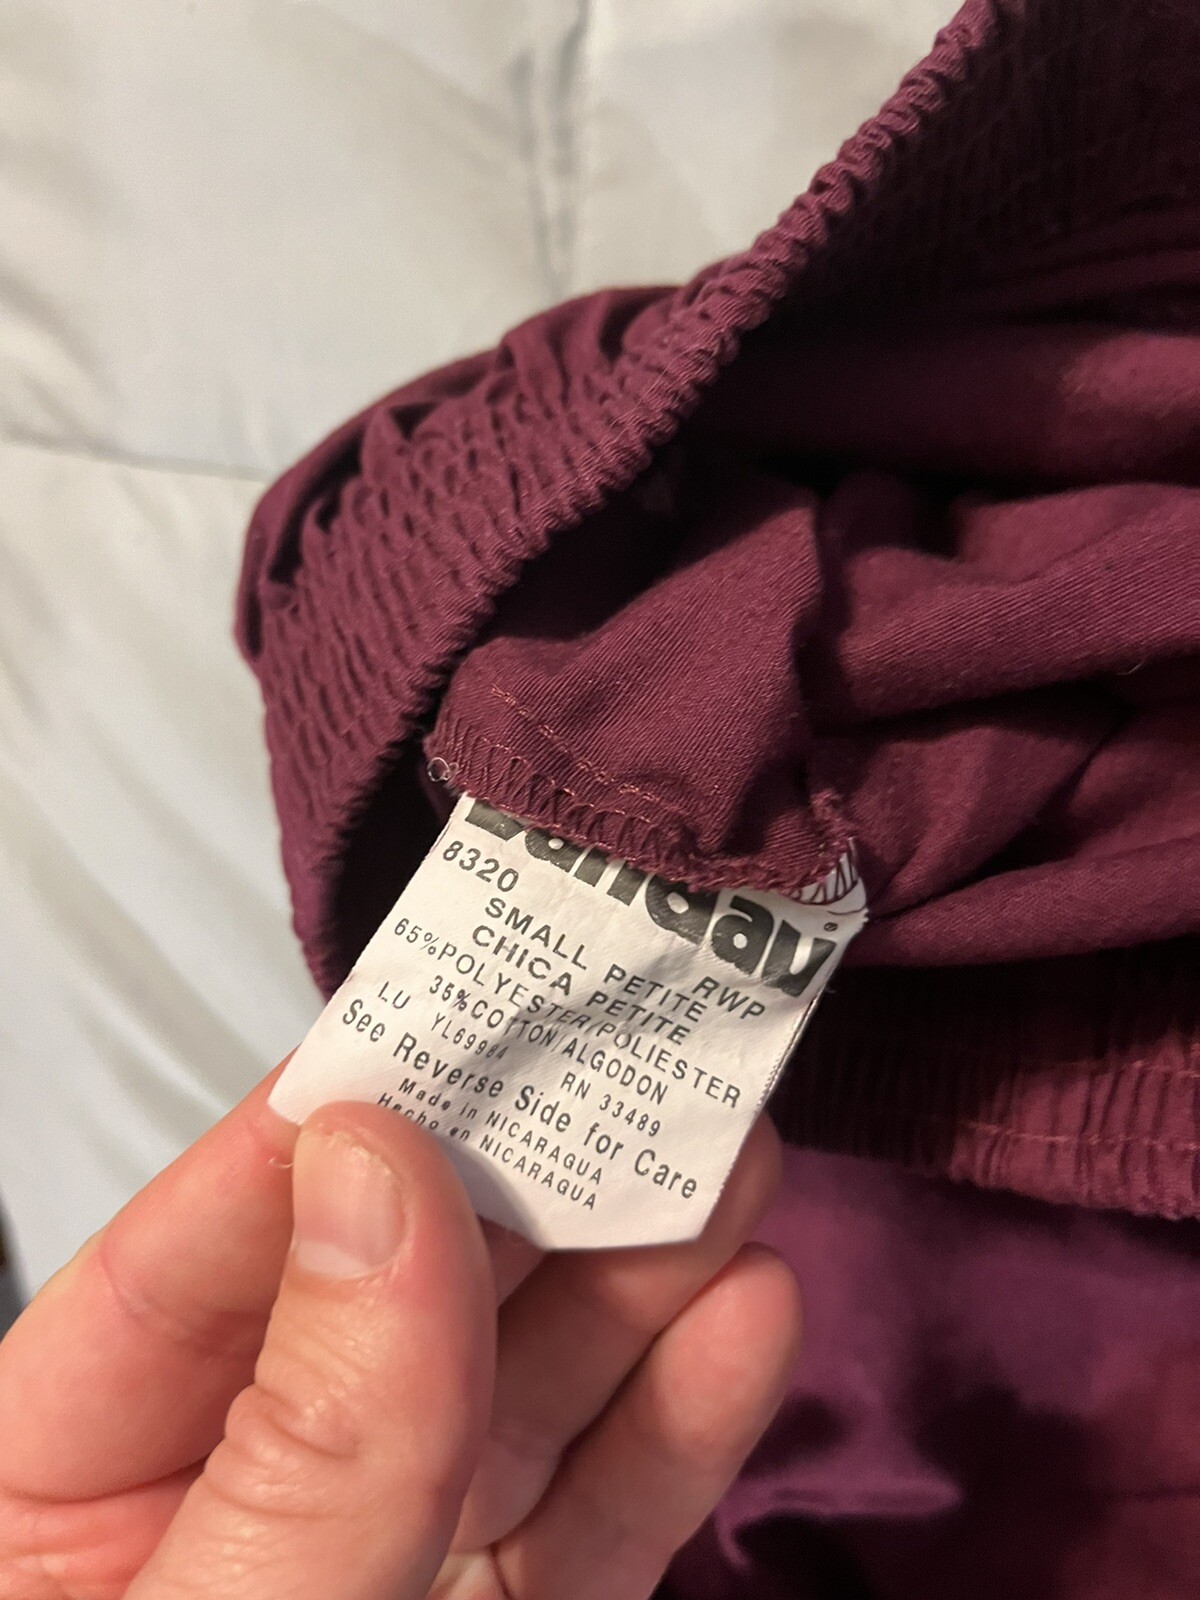 landau®
8320 RWP
SMALL PETITE
CHICA PETITE
65%POLYESTER/POLIESTER
35%COTTON/ALGODON
LU YL69984 RN 33489
See Reverse Side for Care
Made in NICARAGUA
Hecho en NICARAGUA